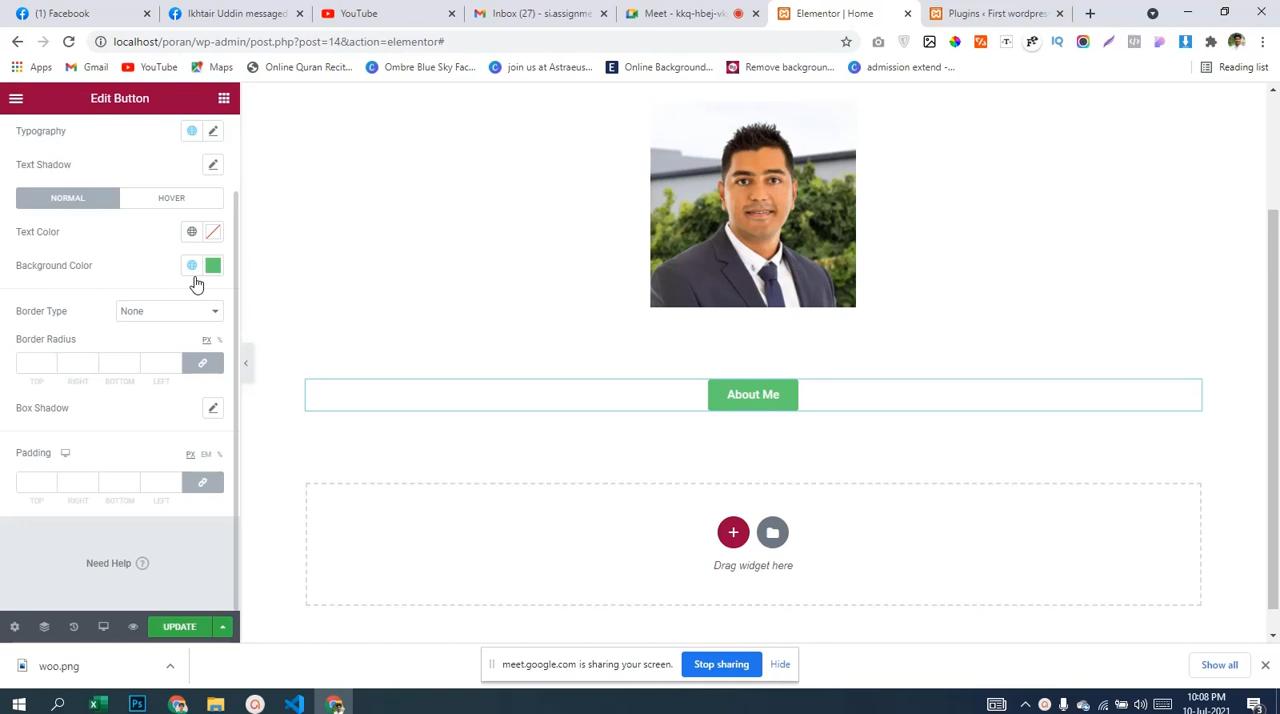 Ikhtair Uddin messaged
YouTube
Inbox (576) - si.assignme
Meet - kkq-hbej-vk
Elementor | Home
Plugins ‹ First wordpres
localhost/poran/wp-admin/post.php?post=14&action=elementor#
Apps
Gmail
YouTube
Maps
Online Quran Recit...
Ombre Blue Sky Fac...
join us at Astraeus...
Online Background...
Remove backgroun...
admission extend -...
Reading list
Edit Button
Typography
Text Shadow
NORMAL
HOVER
Text Color
Background Color
Border Type
None
Border Radius
PX %
TOP RIGHT BOTTOM LEFT
Box Shadow
Padding
PX EM %
TOP RIGHT BOTTOM LEFT
Need Help ?
UPDATE
About Me
Drag widget here
woo.png
meet.google.com is sharing your screen.
Stop sharing
Hide
Show all
10:08 PM
10-Jul-2021